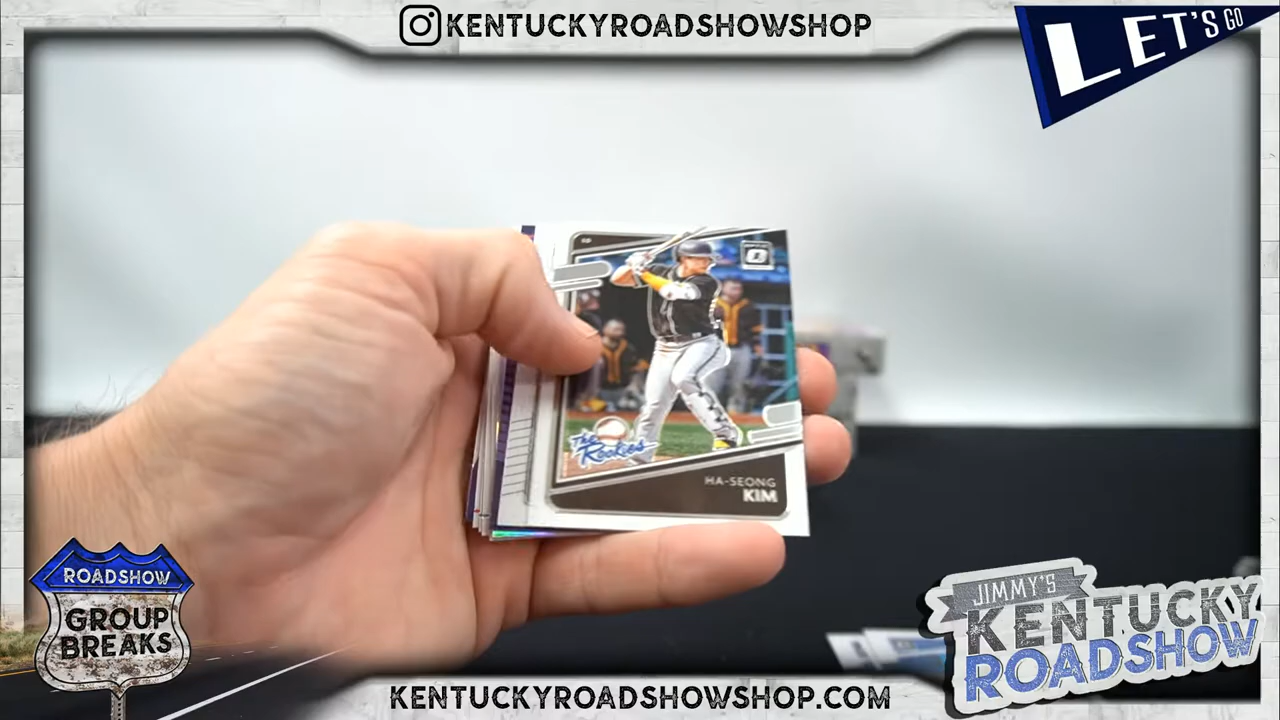 KENTUCKYROADSHOWSHOP
LET'S GO
The
Rookies
HA-SEONG
KIM
ROADSHOW
GROUP
BREAKS
JIMMY'S
KENTUCKY
ROADSHOW
KENTUCKYROADSHOWSHOP.COM